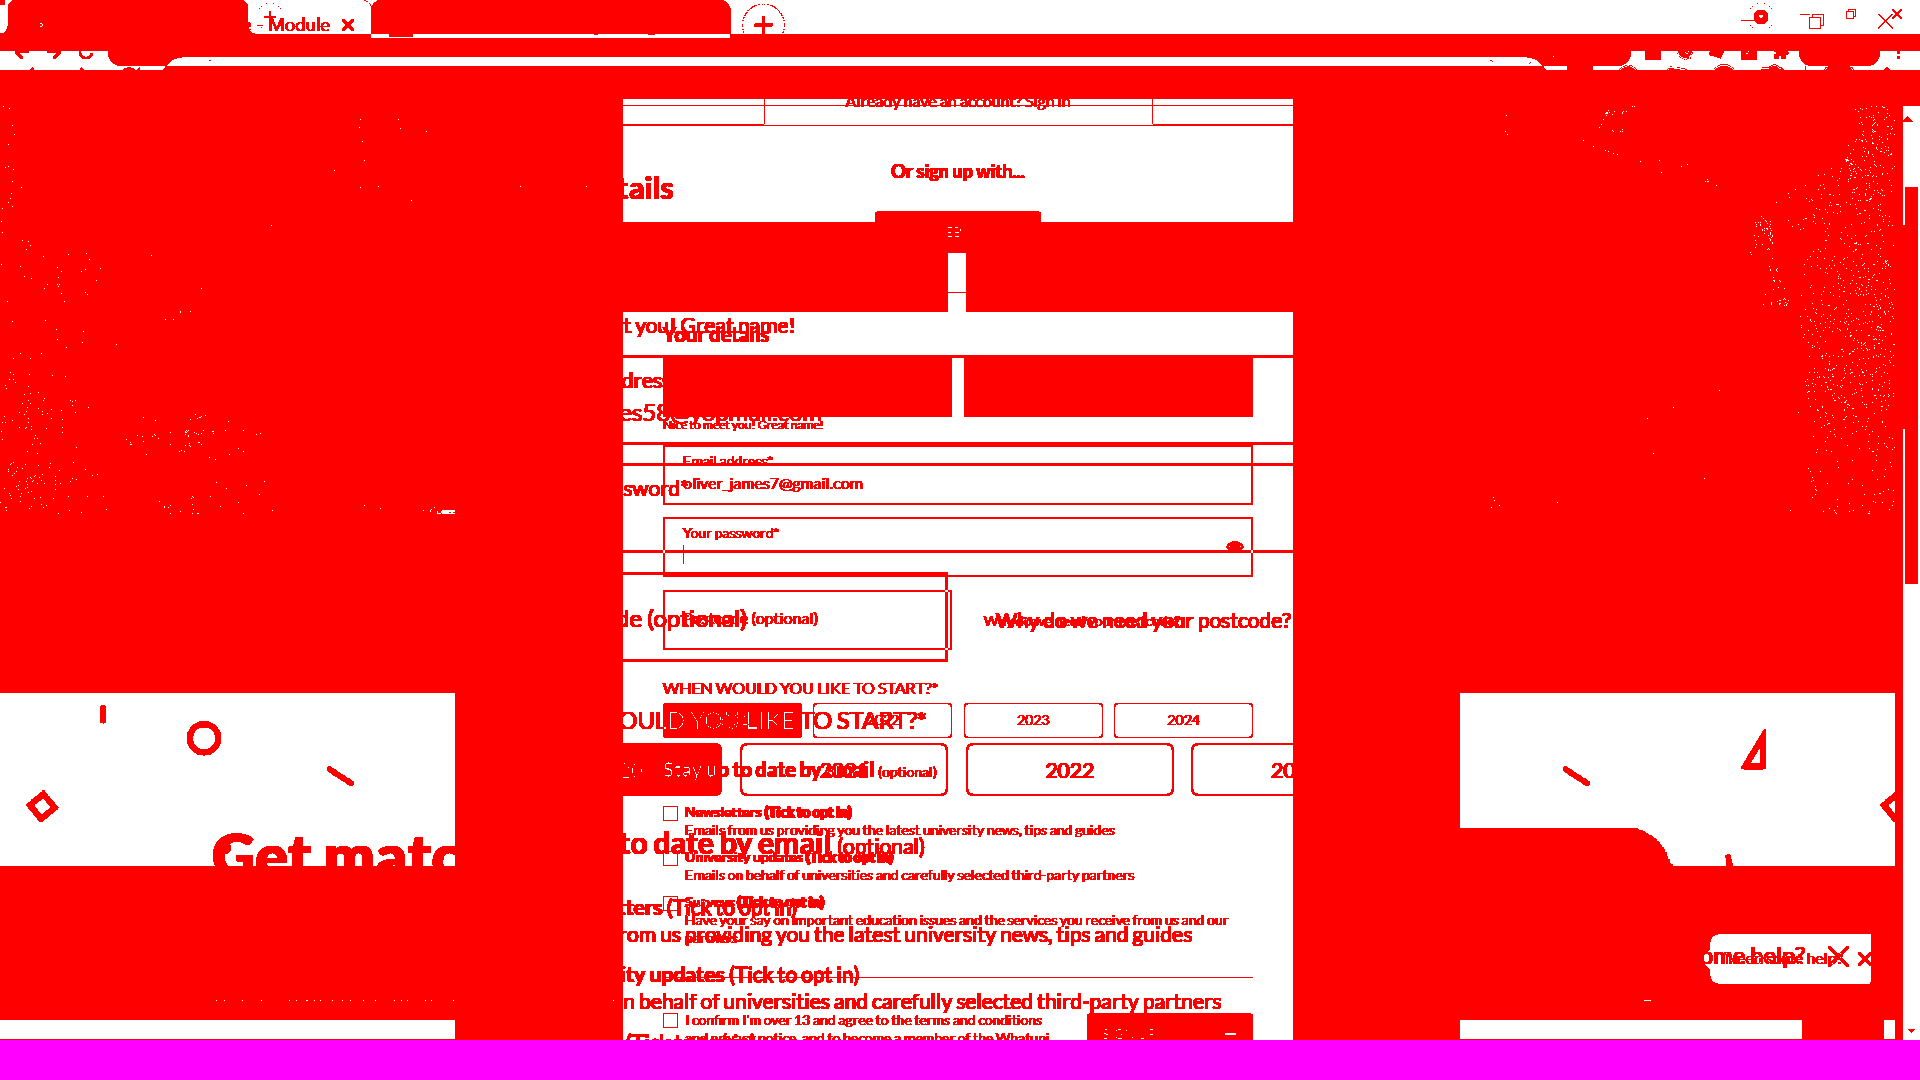 - Module
Already have an account? Sign in
Or sign up with...
tails
t you! Great name!
Your details
dres
es58@yopmail.com
Nice to meet you! Great name!
Email address*
oliver_james7@gmail.com
sword*
Your password*
de (optional)
Postcode (optional)
Why do we need your postcode?
WHEN WOULD YOU LIKE TO START?*
OULD YOU LIKE TO START?*
2022
2023
2024
Stay up to date by email (optional)
2021
2022
20
Newsletters (Tick to opt in)
Emails from us providing you the latest university news, tips and guides
Get matc
to date by email (optional)
University updates (Tick to opt in)
Emails on behalf of universities and carefully selected third-party partners
Surveys (Tick to opt in)
tters (Tick to opt in)
Have your say on important education issues and the services you receive from us and our
partners
rom us providing you the latest university news, tips and guides
ome help?
Need some help?
ity updates (Tick to opt in)
n behalf of universities and carefully selected third-party partners
I confirm I'm over 13 and agree to the terms and conditions
and privacy notice, and to become a member of the Whatuni